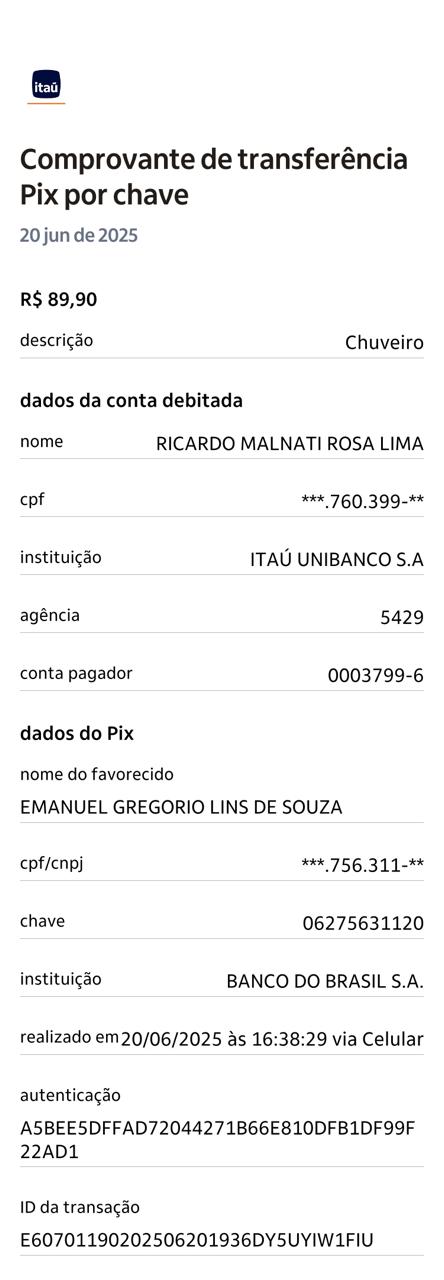 itaú
Comprovante de transferência
Pix por chave
20 jun de 2025
R$ 89,90
descrição Chuveiro
dados da conta debitada
nome RICARDO MALNATI ROSA LIMA
cpf ***.760.399-**
instituição ITAÚ UNIBANCO S.A
agência 5429
conta pagador 0003799-6
dados do Pix
nome do favorecido
EMANUEL GREGORIO LINS DE SOUZA
cpf/cnpj ***.756.311-**
chave 06275631120
instituição BANCO DO BRASIL S.A.
realizado em 20/06/2025 às 16:38:29 via Celular
autenticação
A5BEE5DFFAD72044271B66E810DFB1DF99F
22AD1
ID da transação
E60701190202506201936DY5UYIW1FIU